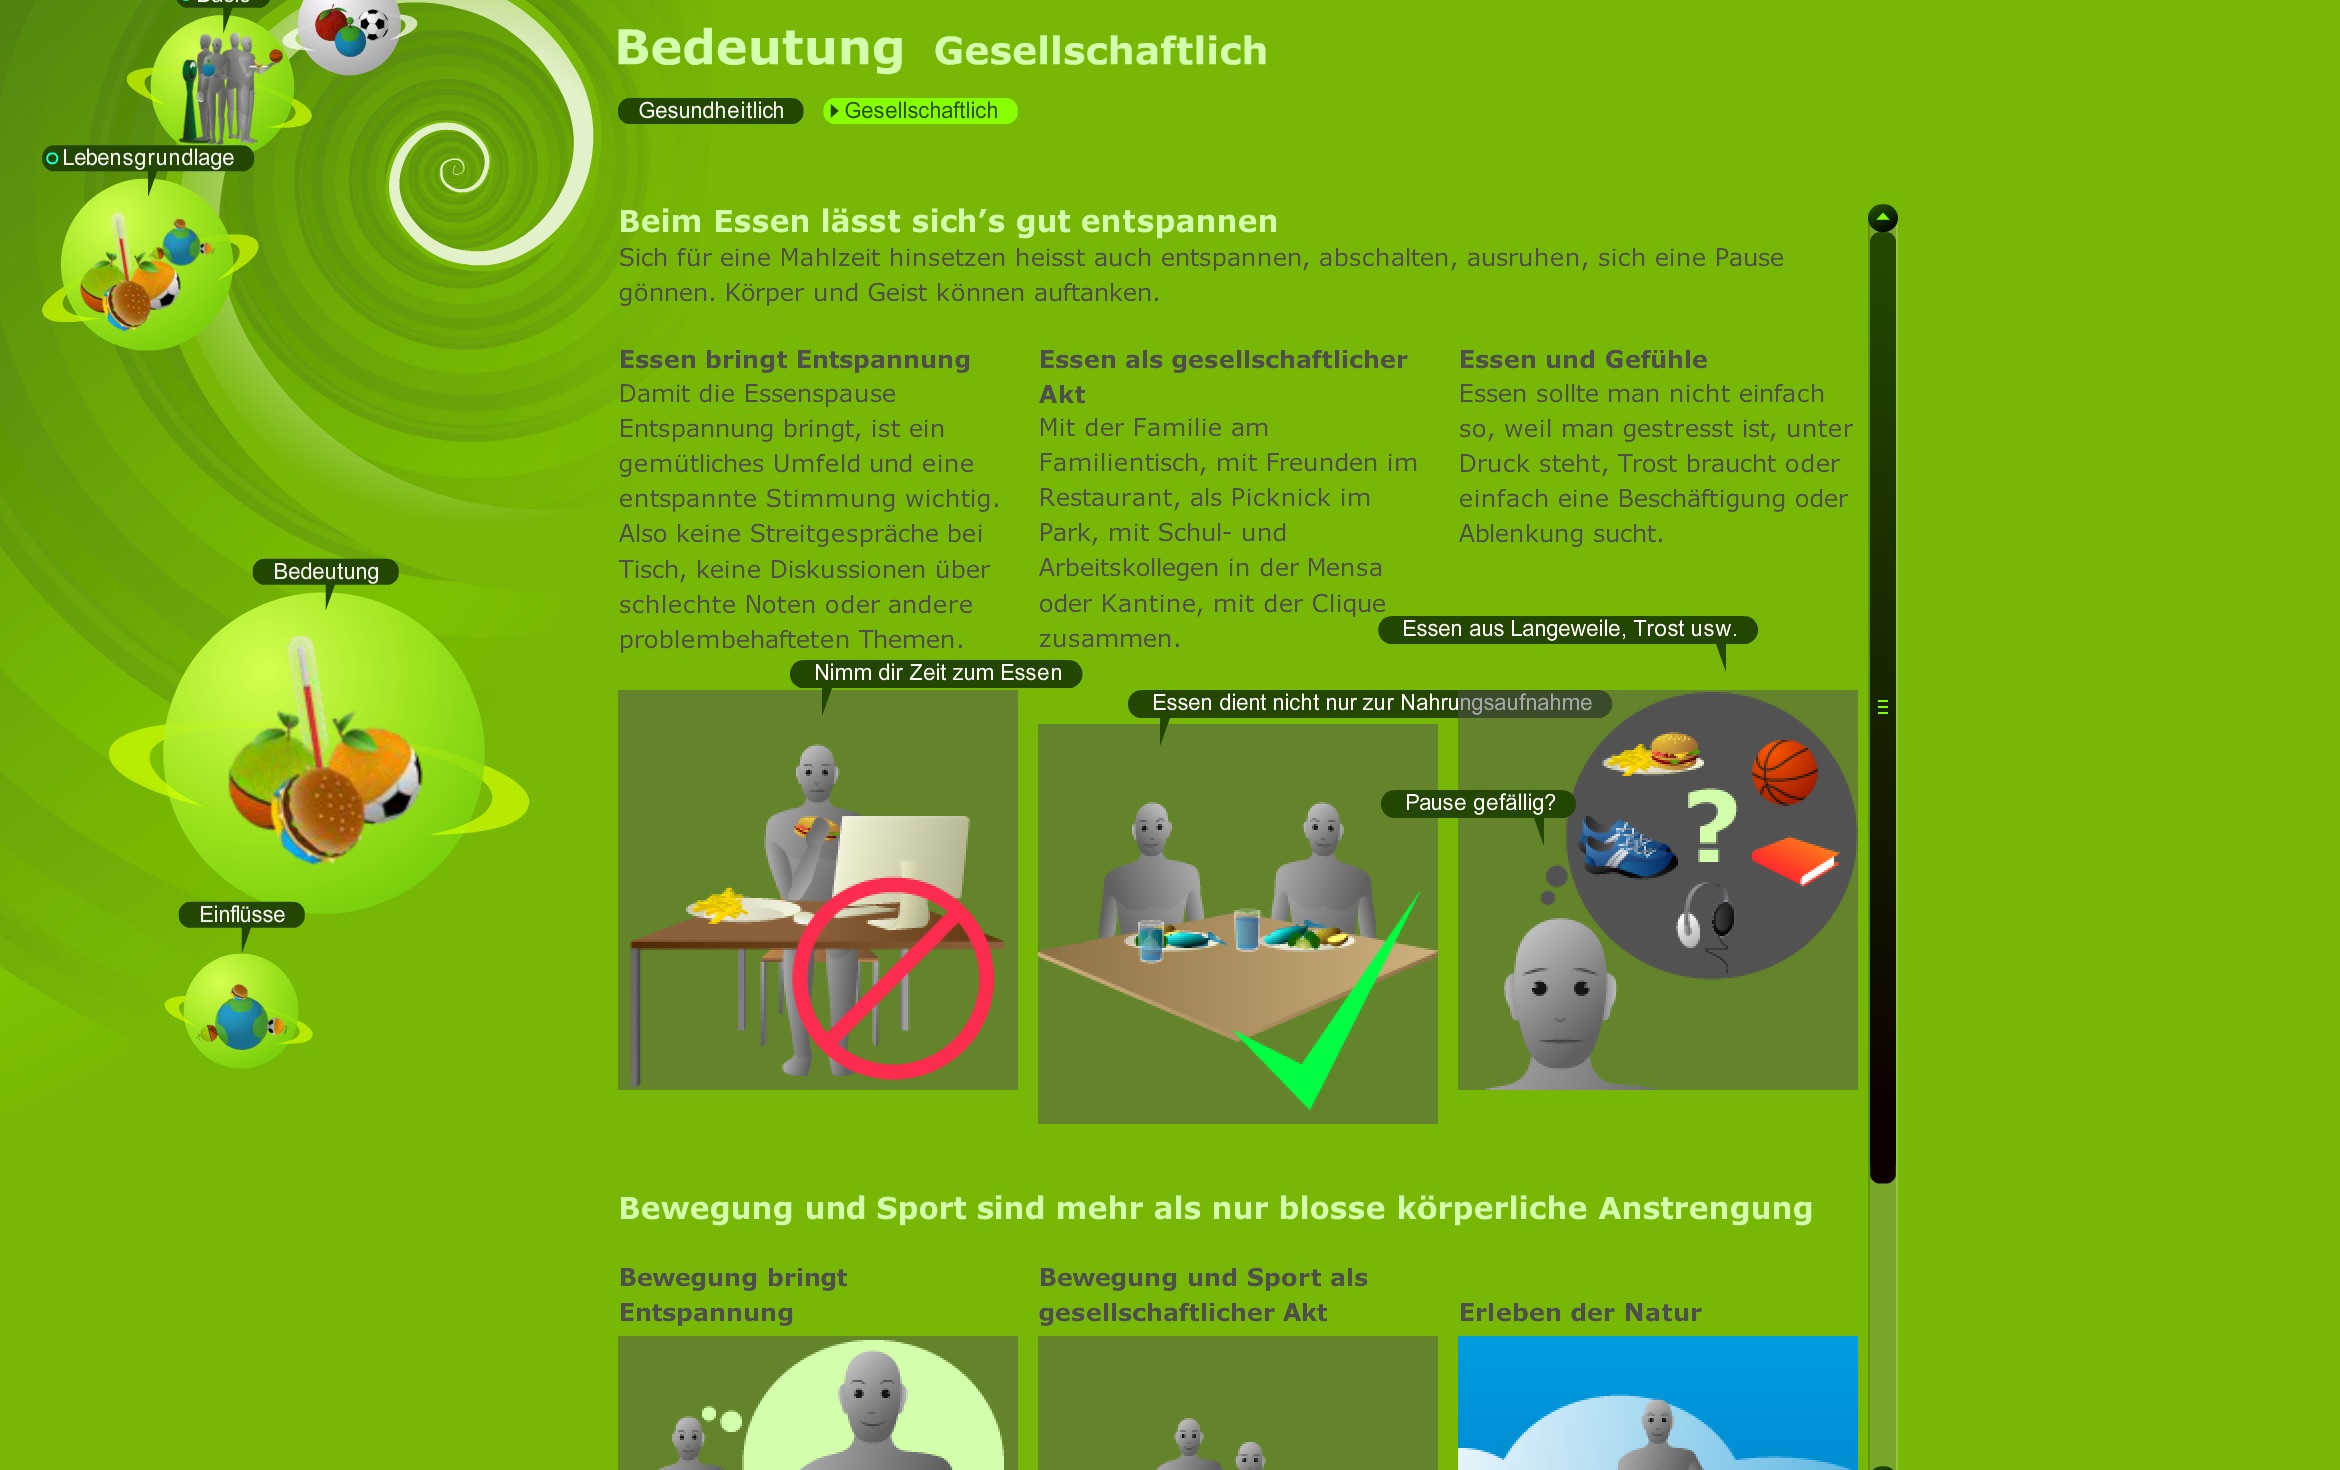 Basis
Bedeutung Gesellschaftlich
Gesundheitlich
Gesellschaftlich
Lebensgrundlage
Beim Essen lässt sich’s gut entspannen
Sich für eine Mahlzeit hinsetzen heisst auch entspannen, abschalten, ausruhen, sich eine Pause
gönnen. Körper und Geist können auftanken.
Essen bringt Entspannung
Damit die Essenspause
Entspannung bringt, ist ein
gemütliches Umfeld und eine
entspannte Stimmung wichtig.
Also keine Streitgespräche bei
Tisch, keine Diskussionen über
schlechte Noten oder andere
problembehafteten Themen.
Essen als gesellschaftlicher
Akt
Mit der Familie am
Familientisch, mit Freunden im
Restaurant, als Picknick im
Park, mit Schul- und
Arbeitskollegen in der Mensa
oder Kantine, mit der Clique
zusammen.
Essen und Gefühle
Essen sollte man nicht einfach
so, weil man gestresst ist, unter
Druck steht, Trost braucht oder
einfach eine Beschäftigung oder
Ablenkung sucht.
Bedeutung
Einflüsse
Nimm dir Zeit zum Essen
Essen dient nicht nur zur Nahrungsaufnahme
Essen aus Langeweile, Trost usw.
Pause gefällig?
?
Bewegung und Sport sind mehr als nur blosse körperliche Anstrengung
Bewegung bringt
Entspannung
Bewegung und Sport als
gesellschaftlicher Akt
Erleben der Natur